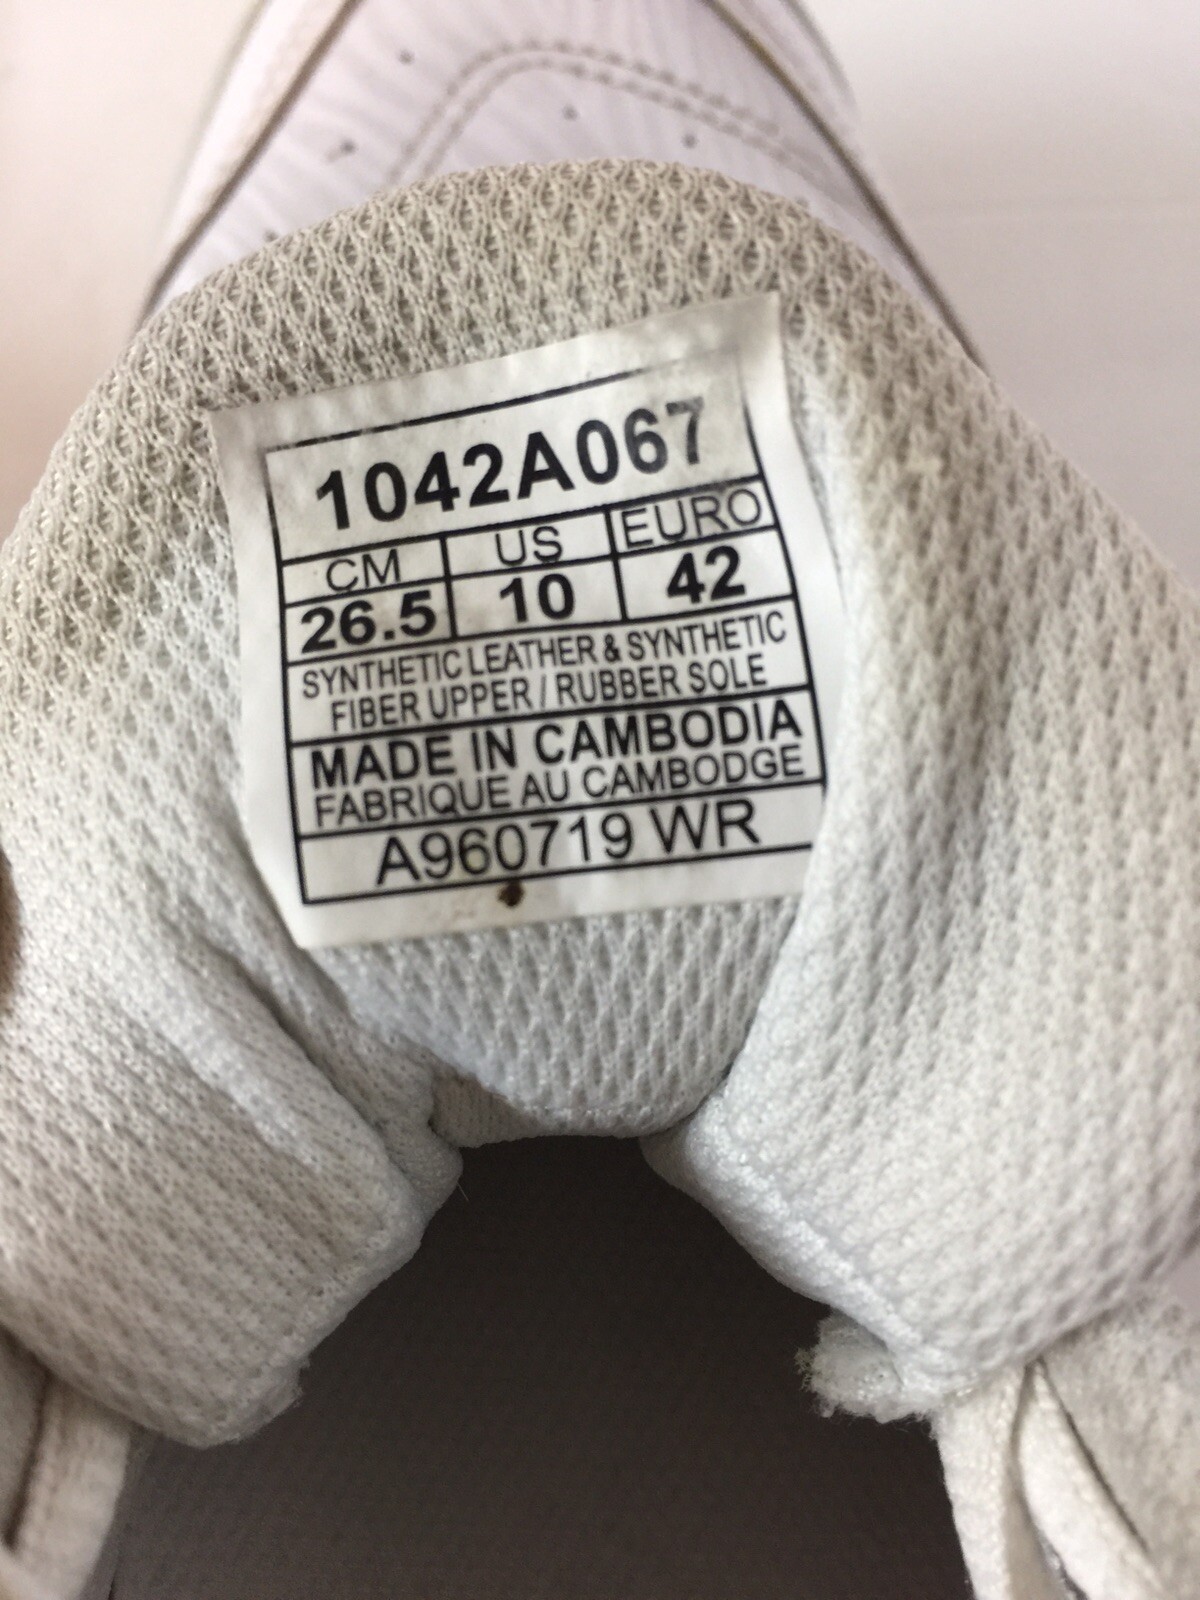 1042A067
CM US EURO
26.5 10 42
SYNTHETIC LEATHER & SYNTHETIC
FIBER UPPER / RUBBER SOLE
MADE IN CAMBODIA
FABRIQUE AU CAMBODGE
A960719 WR